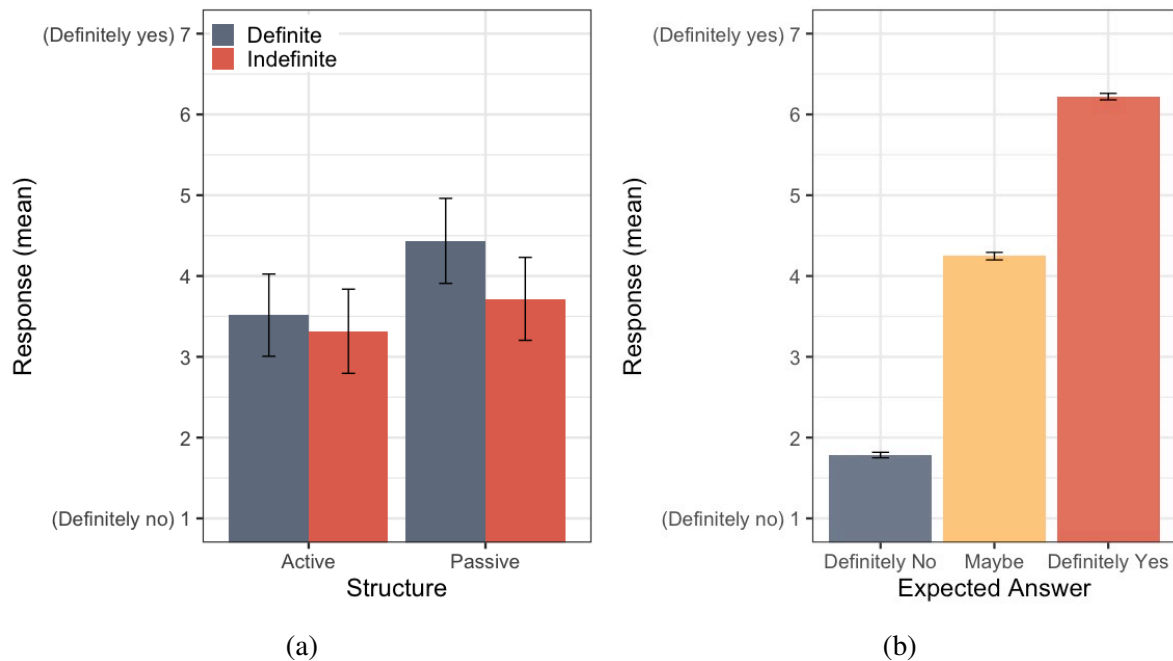 (Definitely yes) 7
6
5
4
3
2
(Definitely no) 1
Response (mean)
Definite
Indefinite
Active Passive
Structure
(a)
(Definitely yes) 7
6
5
4
3
2
(Definitely no) 1
Response (mean)
Definitely No Maybe Definitely Yes
Expected Answer
(b)